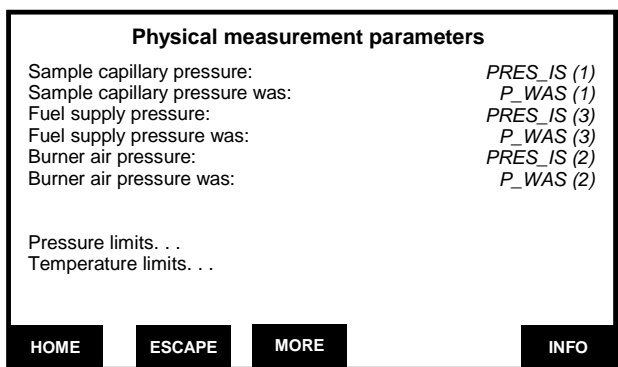 Physical measurement parameters
Sample capillary pressure: PRES_IS (1)
Sample capillary pressure was: P_WAS (1)
Fuel supply pressure: PRES_IS (3)
Fuel supply pressure was: P_WAS (3)
Burner air pressure: PRES_IS (2)
Burner air pressure was: P_WAS (2)
Pressure limits. . .
Temperature limits. . .
HOME ESCAPE MORE INFO